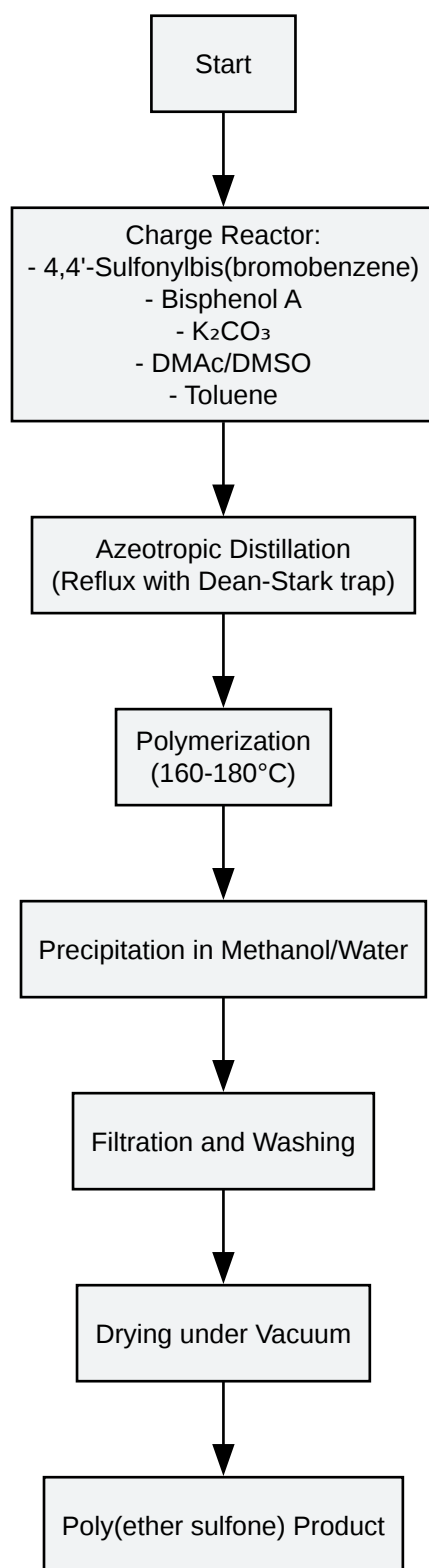 Start
Charge Reactor:
- 4,4'-Sulfonylbis(bromobenzene)
- Bisphenol A
- K₂CO₃
- DMAc/DMSO
- Toluene
Azeotropic Distillation
(Reflux with Dean-Stark trap)
Polymerization
(160-180°C)
Precipitation in Methanol/Water
Filtration and Washing
Drying under Vacuum
Poly(ether sulfone) Product